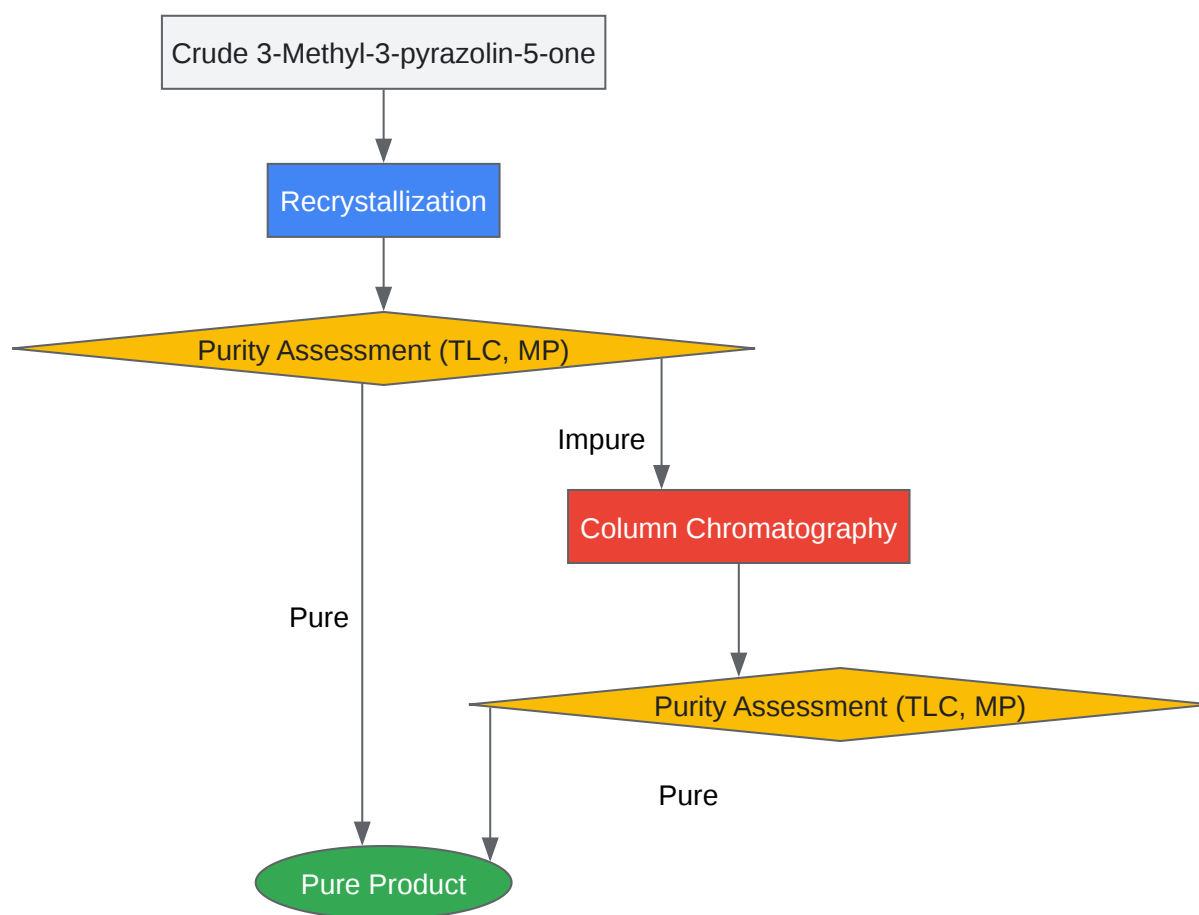 Crude 3-Methyl-3-pyrazolin-5-one
Recrystallization
Purity Assessment (TLC, MP)
Impure
Column Chromatography
Pure
Purity Assessment (TLC, MP)
Pure
Pure Product